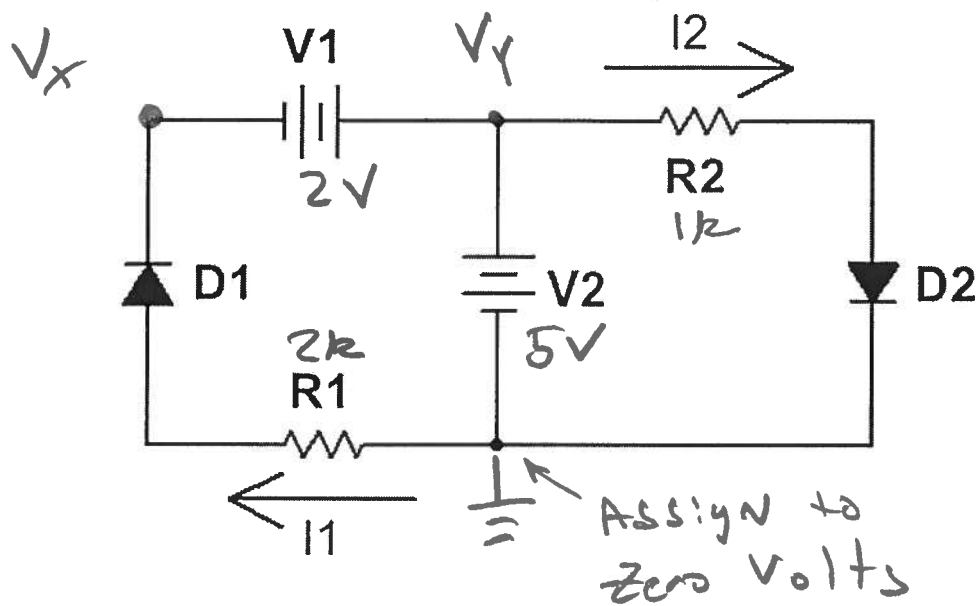 Vx
V1
VY
I2
2V
R2
1k
D1
V2
D2
5V
2k
R1
I1
Assign to
Zero Volts